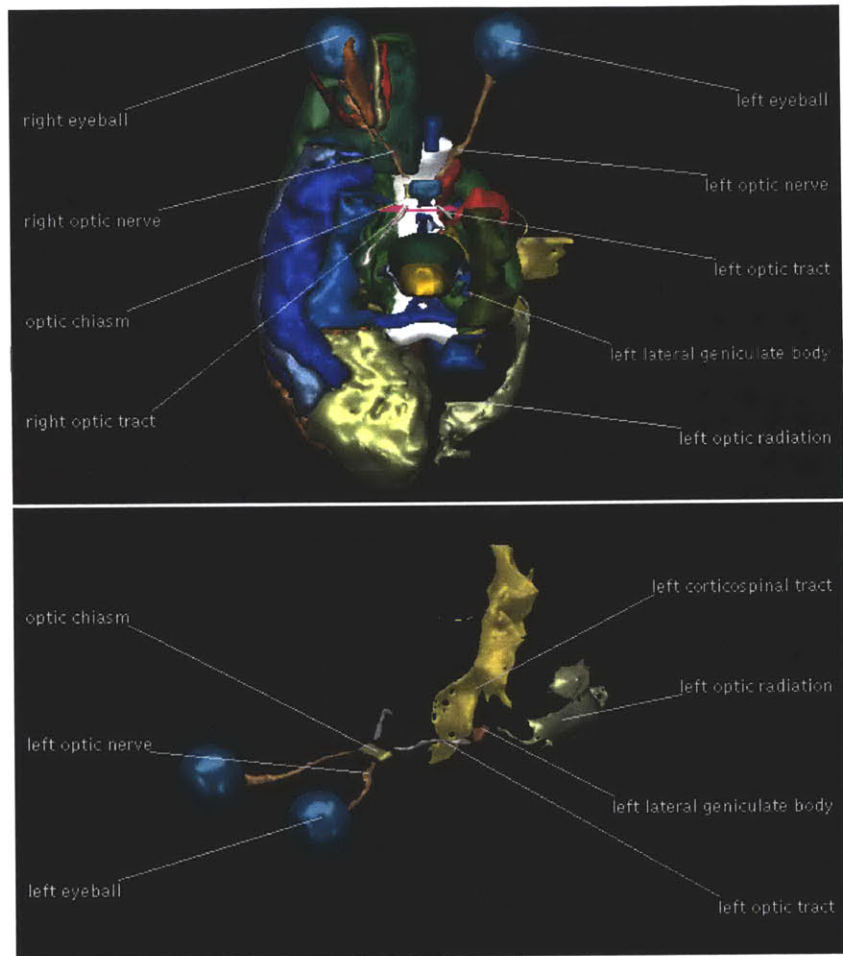 right eyeball
left eyeball
left optic nerve
right optic nerve
left optic tract
optic chiasm
left lateral geniculate body
right optic tract
left optic radiation
left corticospinal tract
optic chiasm
left optic radiation
left optic nerve
left lateral geniculate body
left eyeball
left optic tract